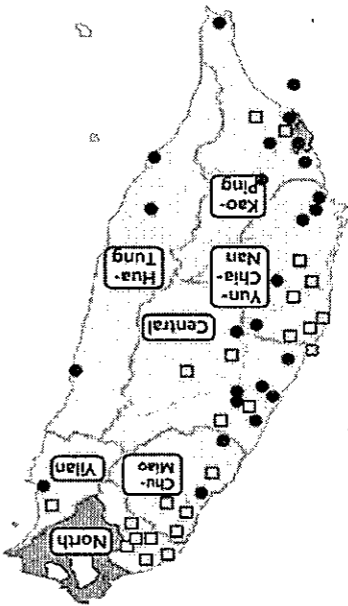 North
Yilan
Chu-
Miao
Central
Hua-
Tung
Yun-
Chia-
Nan
Kao-
Ping